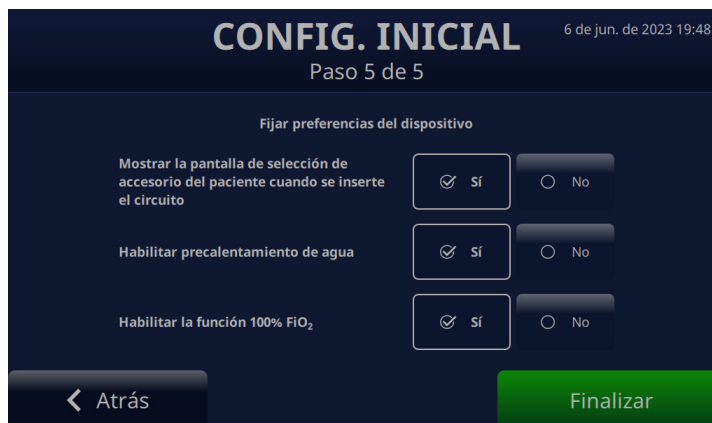 CONFIG. INICIAL
6 de jun. de 2023 19:48
Paso 5 de 5
Fijar preferencias del dispositivo
Mostrar la pantalla de selección de
accesorio del paciente cuando se inserte
el circuito
Sí
No
Habilitar precalentamiento de agua
Sí
No
Habilitar la función 100% FiO₂
Sí
No
Atrás
Finalizar